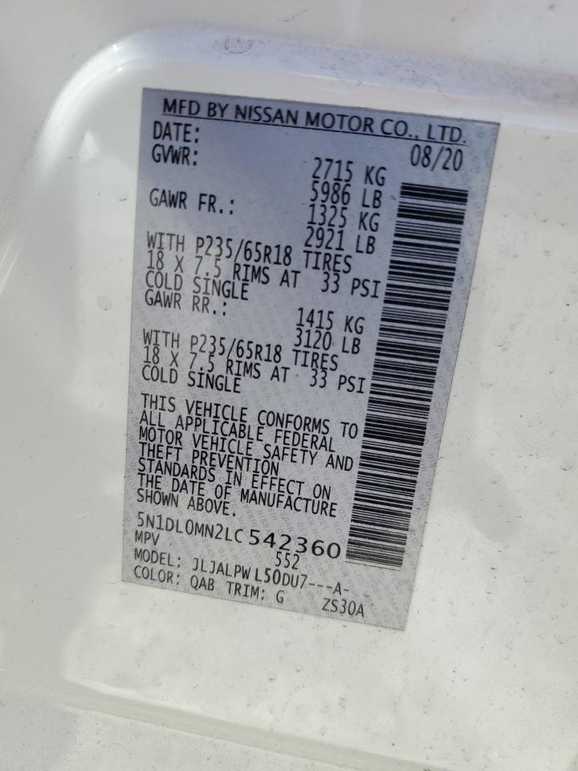 MFD BY NISSAN MOTOR CO., LTD.
DATE: 08/20
GVWR: 2715 KG
5986 LB
GAWR FR.: 1325 KG
2921 LB
WITH P235/65R18 TIRES
18 X 7.5 RIMS AT 33 PSI
COLD SINGLE
GAWR RR.: 1415 KG
3120 LB
WITH P235/65R18 TIRES
18 X 7.5 RIMS AT 33 PSI
COLD SINGLE
THIS VEHICLE CONFORMS TO
ALL APPLICABLE FEDERAL
MOTOR VEHICLE SAFETY AND
THEFT PREVENTION
STANDARDS IN EFFECT ON
THE DATE OF MANUFACTURE
SHOWN ABOVE.
5N1DL0MN2LC542360
MPV 552
MODEL: JLJALPWL50DU7---A-
COLOR: QAB TRIM: G ZS30A